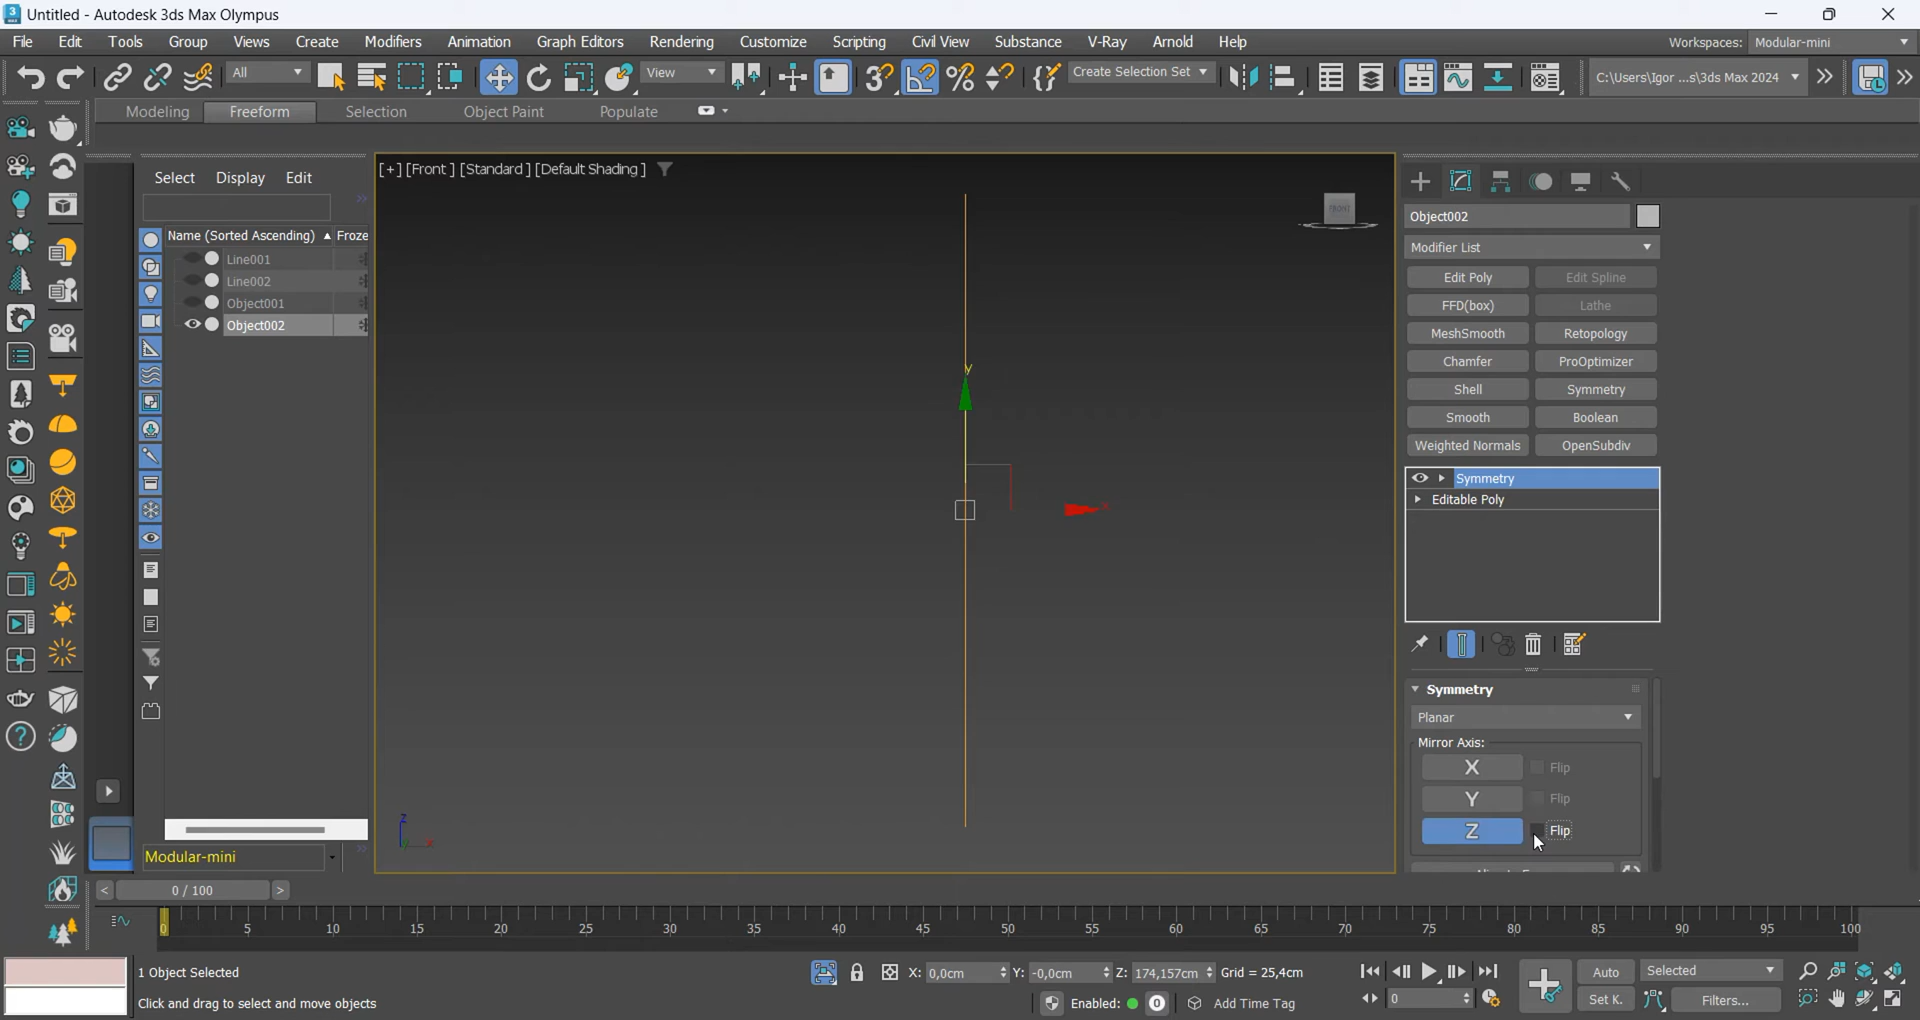 Untitled - Autodesk 3ds Max Olympus
File Edit Tools Group Views Create Modifiers Animation Graph Editors Rendering Customize Scripting Civil View Substance V-Ray Arnold Help Workspaces: Modular-mini
All View Create Selection Set C:\Users\Igor ...s\3ds Max 2024
Modeling Freeform Selection Object Paint Populate
Select Display Edit
[+] [Front ] [Standard ] [Default Shading ]
FRONT
Name (Sorted Ascending) Froze
Line001
Line002
Object001
Object002
y
x
z
x
Object002
Modifier List
Edit Poly Edit Spline
FFD(box) Lathe
MeshSmooth Retopology
Chamfer ProOptimizer
Shell Symmetry
Smooth Boolean
Weighted Normals OpenSubdiv
Symmetry
Editable Poly
Symmetry
Planar
Mirror Axis:
X Flip
Y Flip
Z Flip
Modular-mini
< 0 / 100 >
0 5 10 15 20 25 30 35 40 45 50 55 60 65 70 75 80 85 90 95 100
1 Object Selected
Click and drag to select and move objects
X: 0,0cm Y: -0,0cm Z: 174,157cm Grid = 25,4cm
Enabled: 0 Add Time Tag
0
Auto Selected
Set K. Filters...